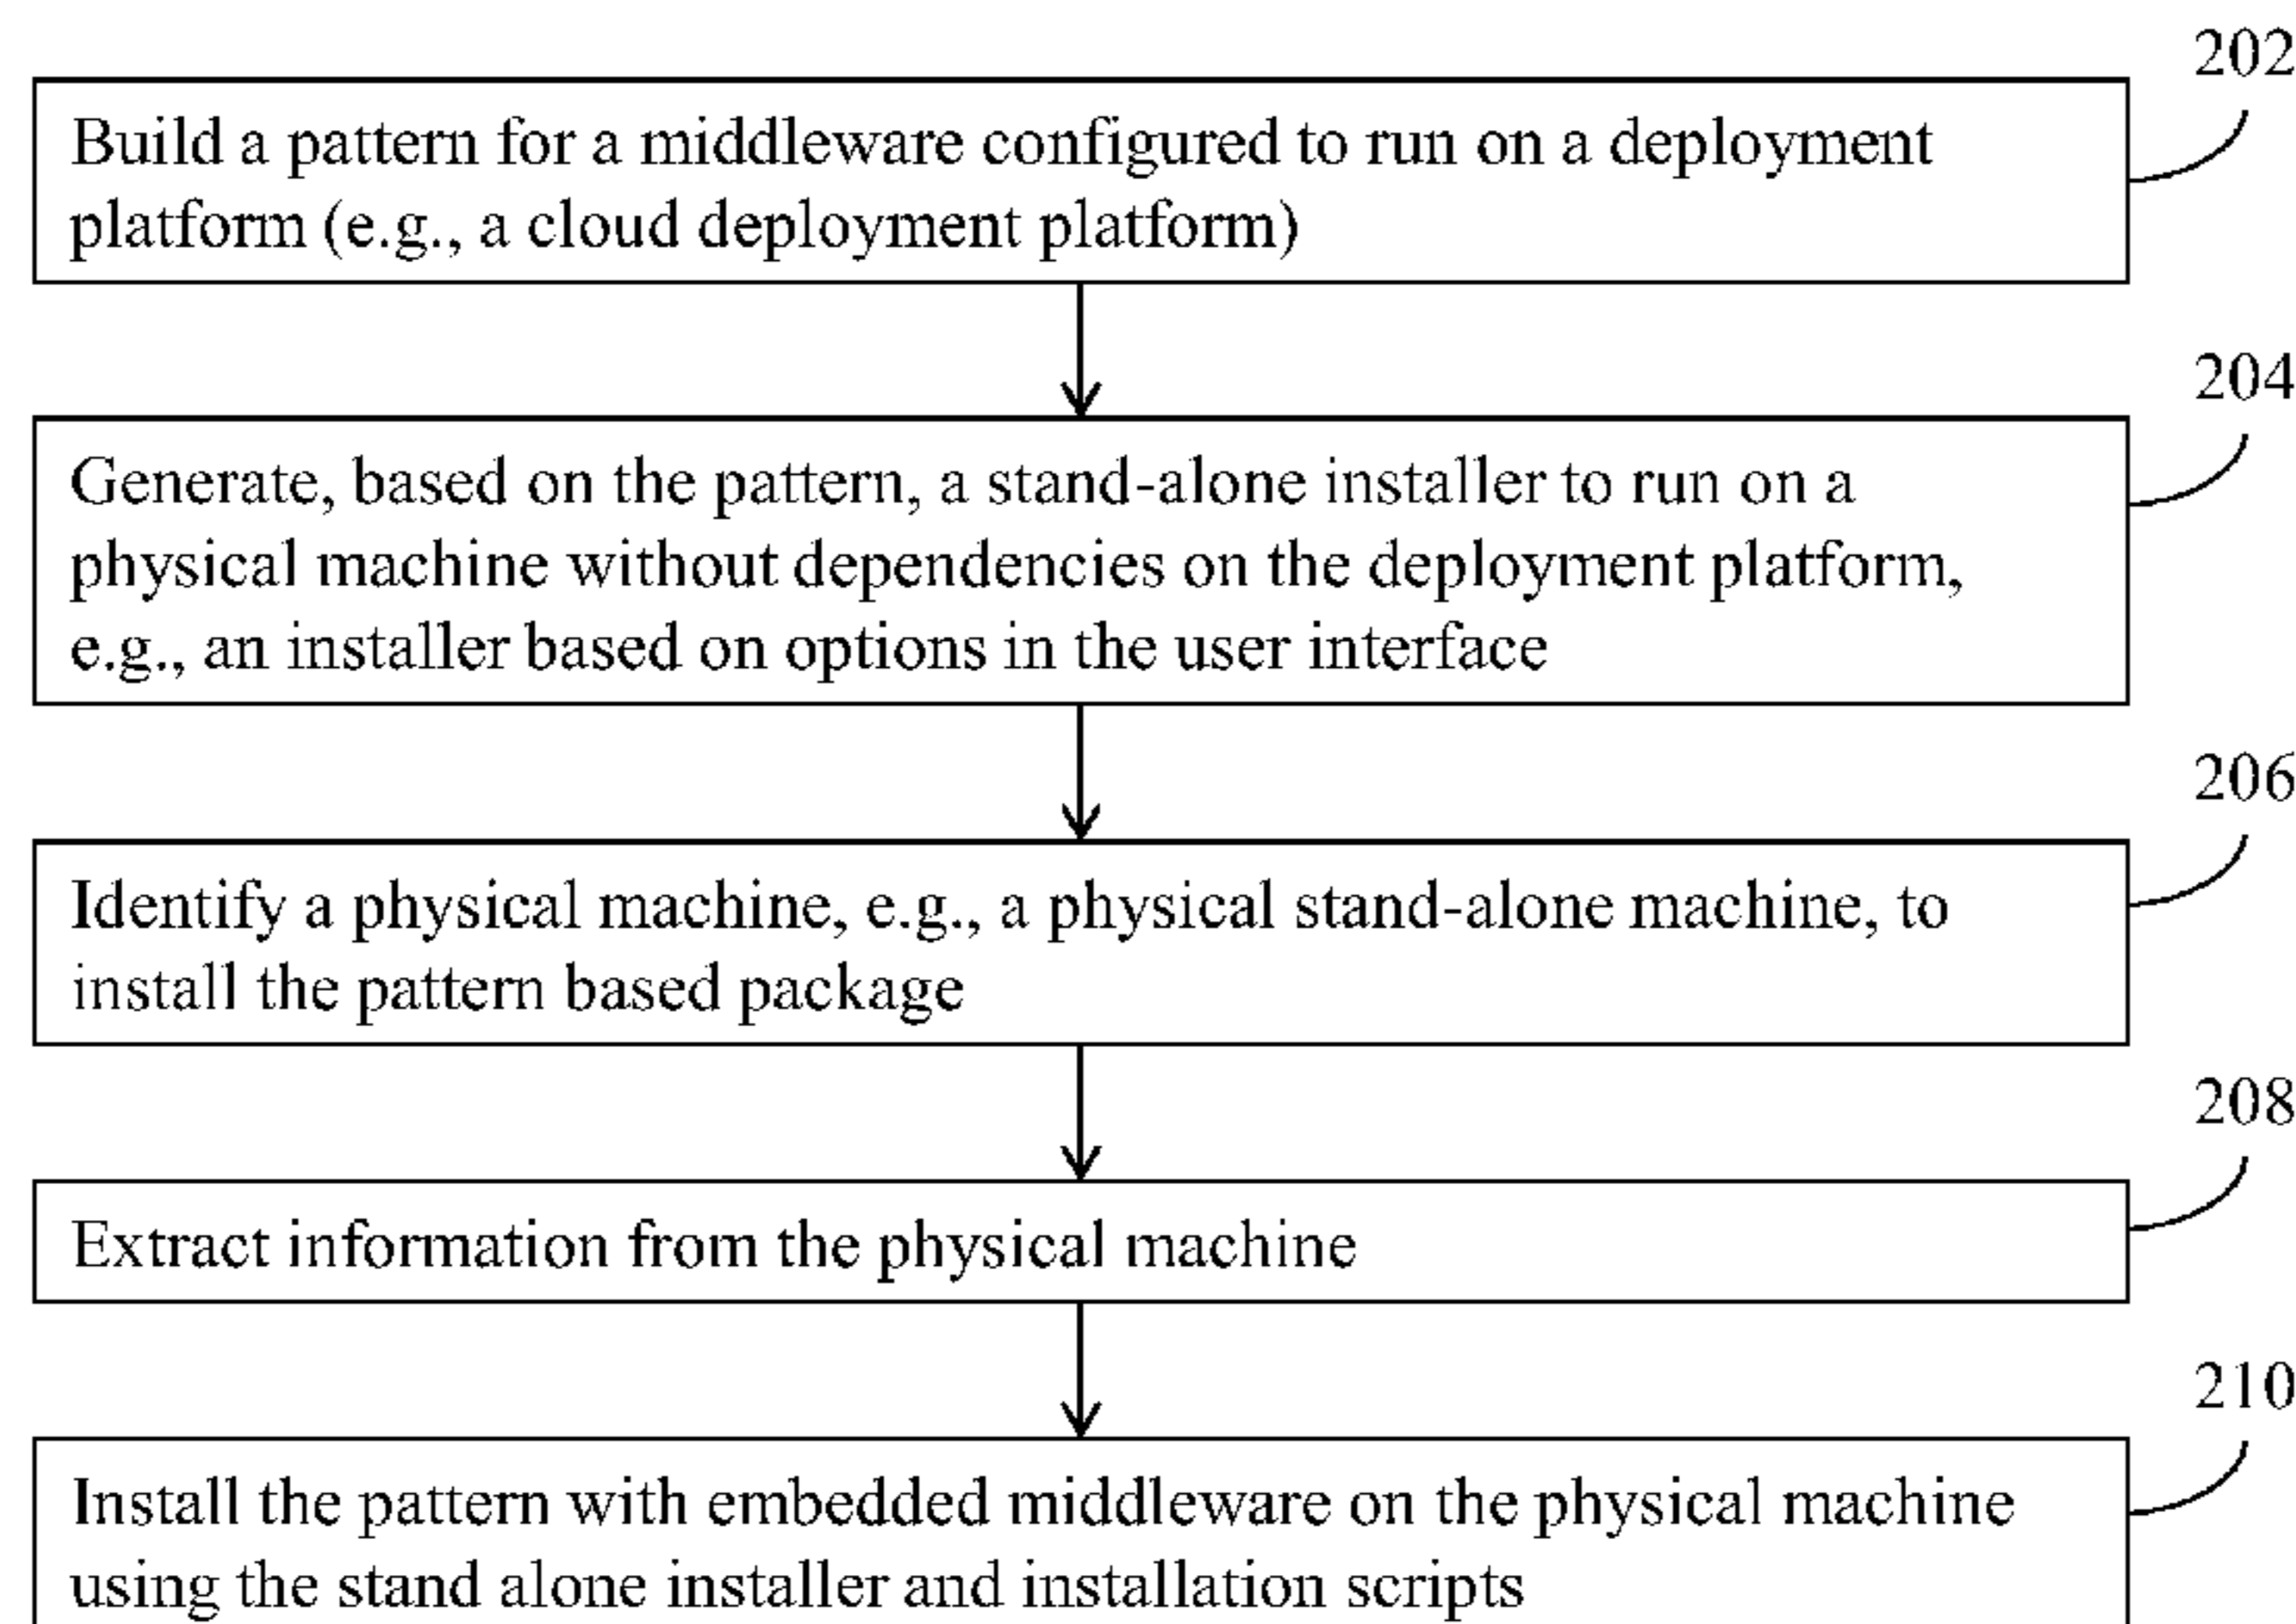 202
Build a pattern for a middleware configured to run on a deployment
platform (e.g., a cloud deployment platform)
204
Generate, based on the pattern, a stand-alone installer to run on a
physical machine without dependencies on the deployment platform,
e.g., an installer based on options in the user interface
206
Identify a physical machine, e.g., a physical stand-alone machine, to
install the pattern based package
208
Extract information from the physical machine
210
Install the pattern with embedded middleware on the physical machine
using the stand alone installer and installation scripts